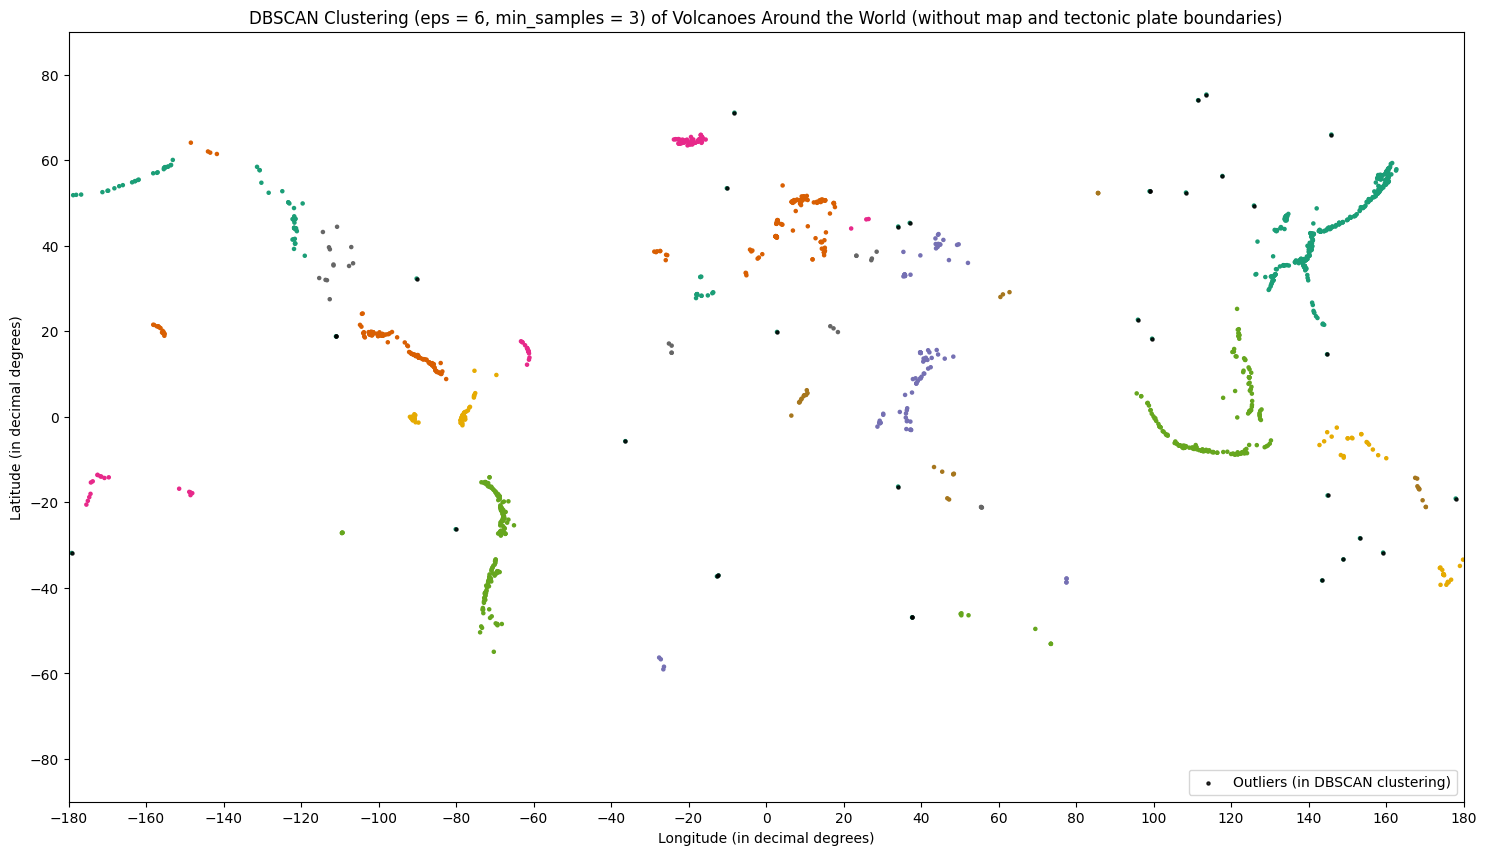 DBSCAN Clustering (eps = 6, min_samples = 3) of Volcanoes Around the World (without map and tectonic plate boundaries)
Latitude (in decimal degrees)
80
60
40
20
0
−20
−40
−60
−80
Outliers (in DBSCAN clustering)
−180 −160 −140 −120 −100 −80 −60 −40 −20 0 20 40 60 80 100 120 140 160 180
Longitude (in decimal degrees)